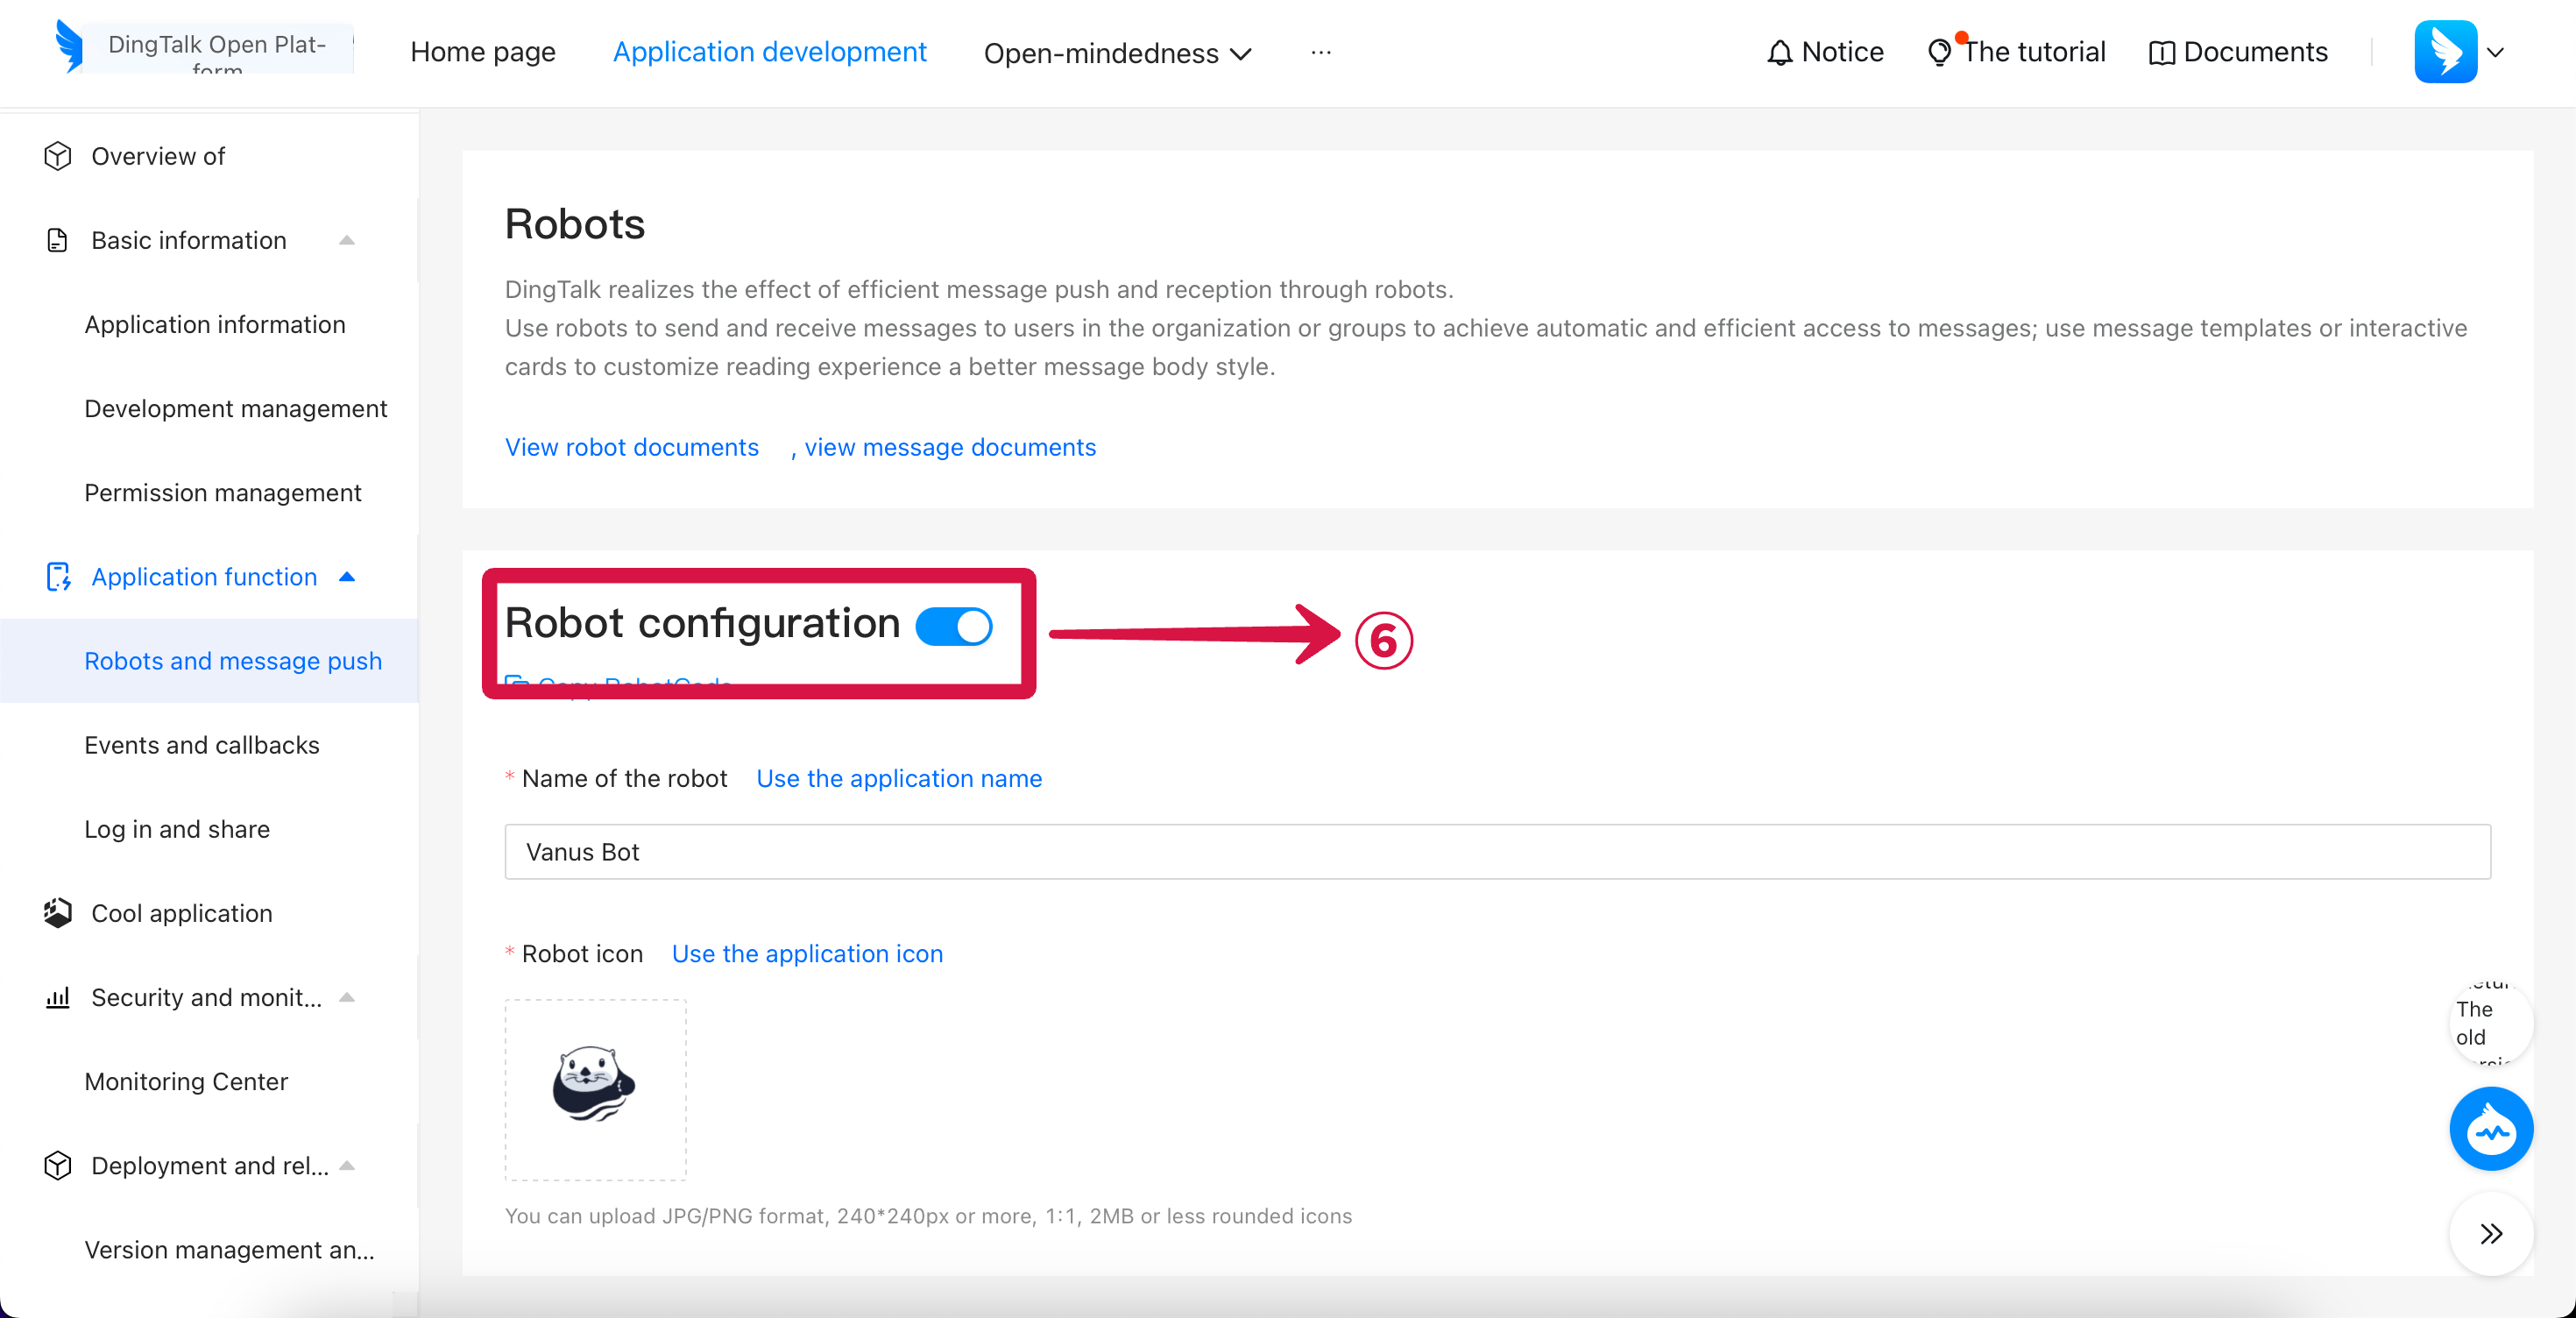 DingTalk Open Plat-
form
Home page
Application development
Open-mindedness
...
Notice
The tutorial
Documents
Overview of
Basic information
Application information
Development management
Permission management
Application function
Robots and message push
Events and callbacks
Log in and share
Cool application
Security and monit...
Monitoring Center
Deployment and rel...
Version management an...
Robots
DingTalk realizes the effect of efficient message push and reception through robots.
Use robots to send and receive messages to users in the organization or groups to achieve automatic and efficient access to messages; use message templates or interactive
cards to customize reading experience a better message body style.
View robot documents , view message documents
Robot configuration
⑥
Copy RobotCode
* Name of the robot Use the application name
Vanus Bot
* Robot icon Use the application icon
You can upload JPG/PNG format, 240*240px or more, 1:1, 2MB or less rounded icons
The
old